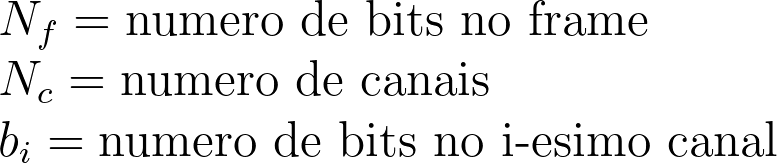 N_f = numero de bits no frame
N_c = numero de canais
b_i = numero de bits no i-esimo canal